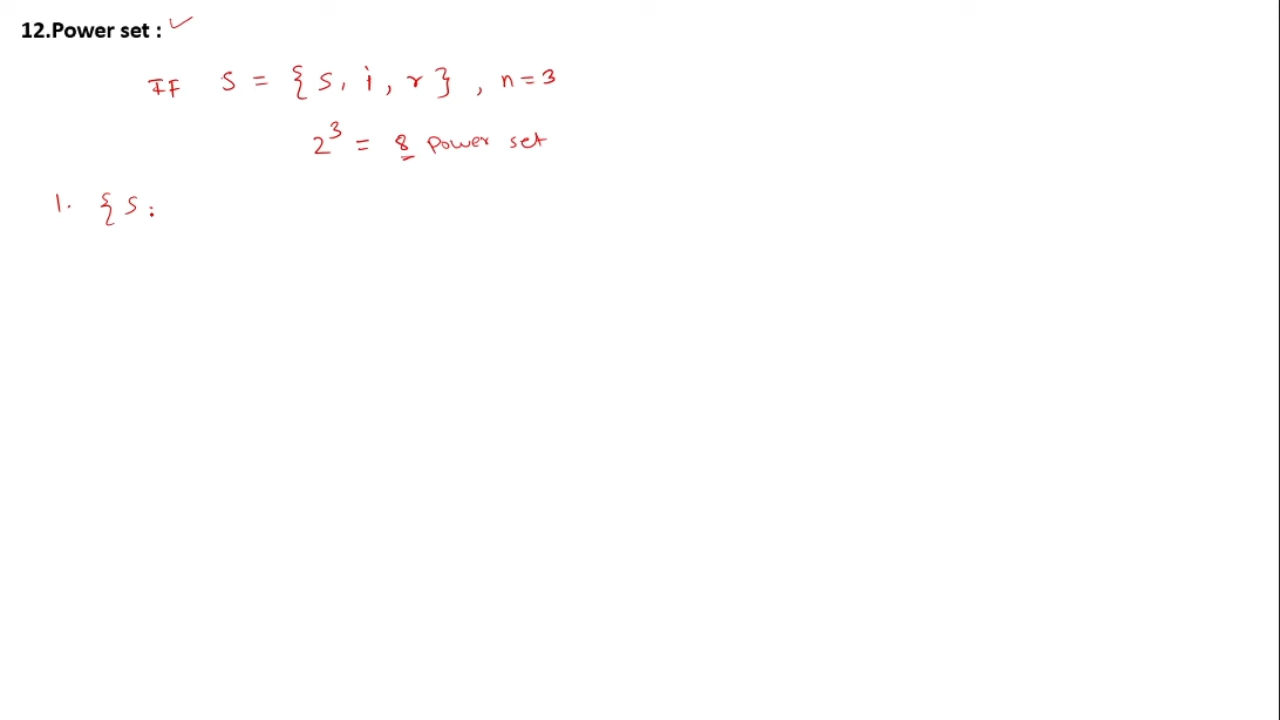 12.Power set :
IF S = { s, i, r } , n = 3
2³ = 8 Power set
1. { s